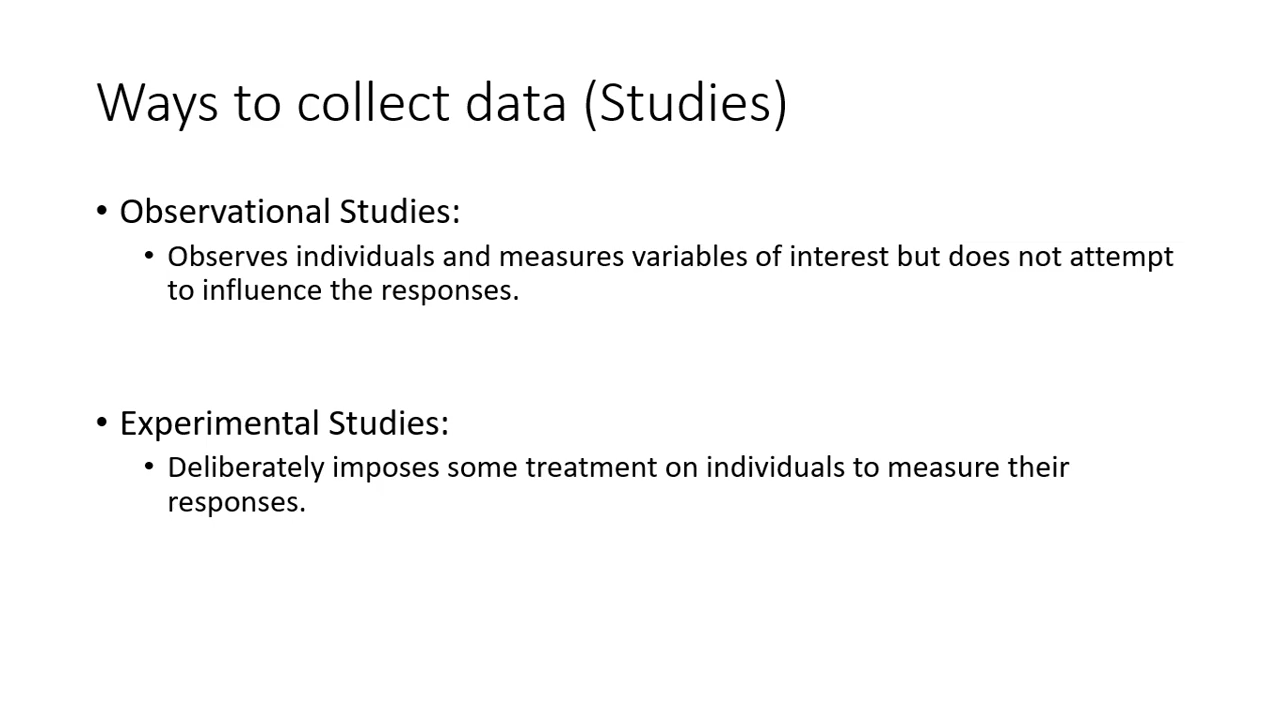 Ways to collect data (Studies)
• Observational Studies:
• Observes individuals and measures variables of interest but does not attempt
to influence the responses.
• Experimental Studies:
• Deliberately imposes some treatment on individuals to measure their
responses.